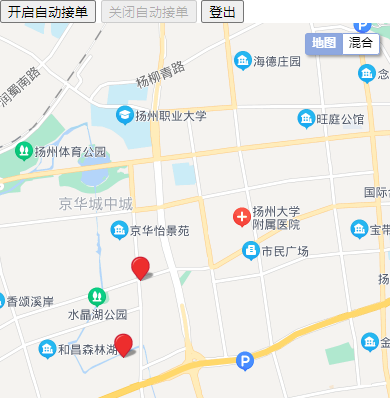 开启自动接单 关闭自动接单 登出
地图 混合
海德庄园
杨柳青路
念
润蜀南路
扬州职业大学
旺庭公馆
扬州体育公园
国际
京华城中城
扬州大学
附属医院
京华怡景苑
宝带
市民广场
香颂溪岸
水晶湖公园
和昌森林湖
金
P
P